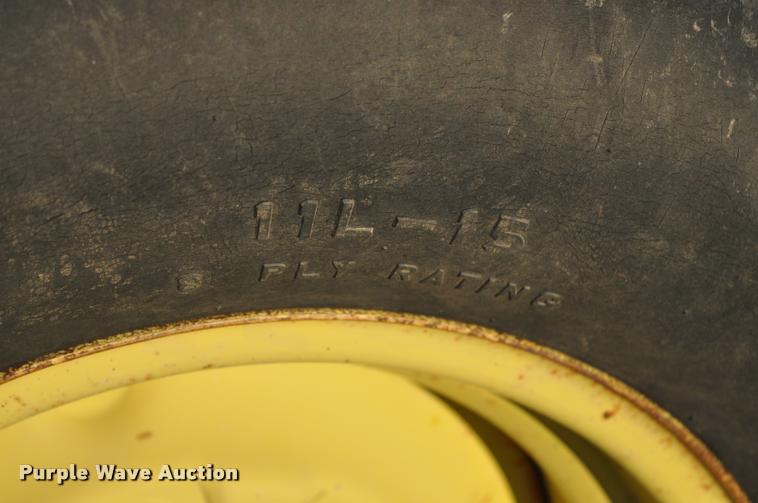 11L-15
PLY RATING
Purple Wave Auction